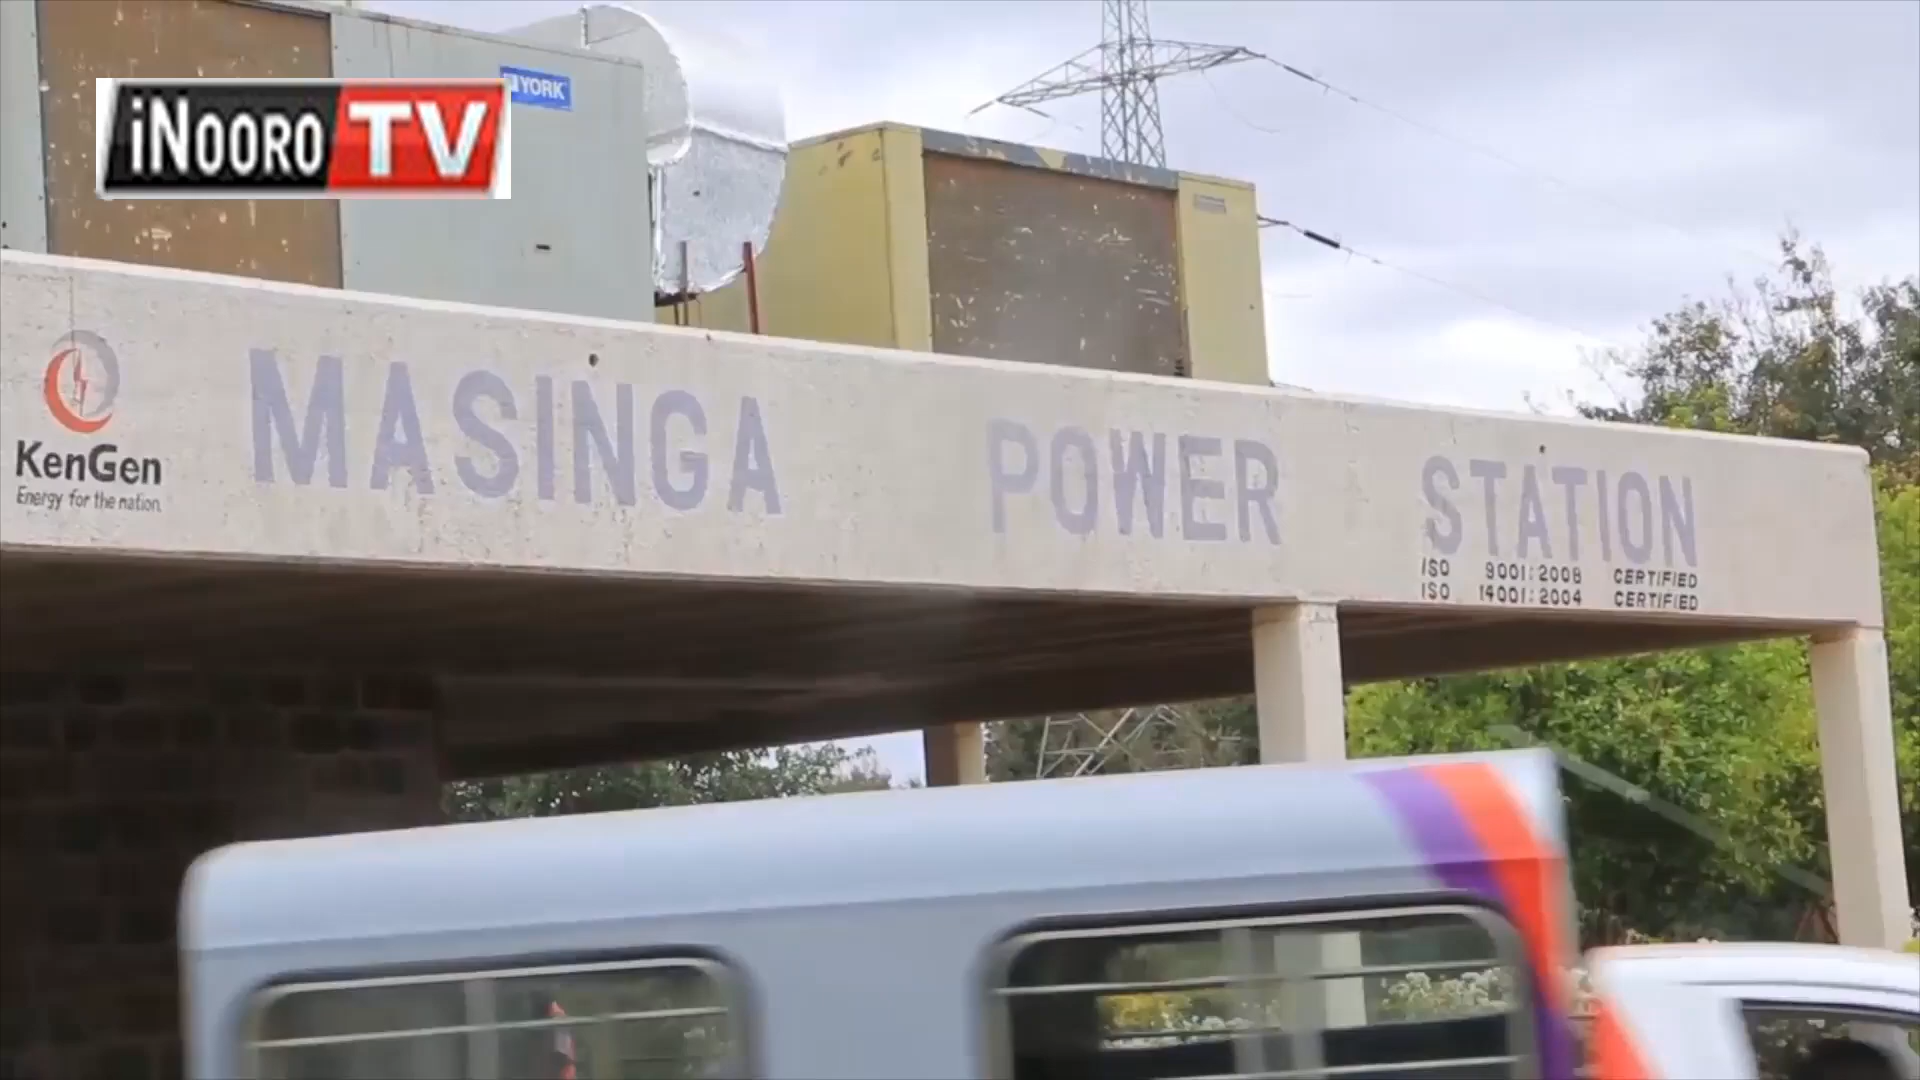 YORK
iNOORO TV
KenGen
Energy for the nation.
MASINGA POWER STATION
ISO 9001:2008 CERTIFIED
ISO 14001:2004 CERTIFIED